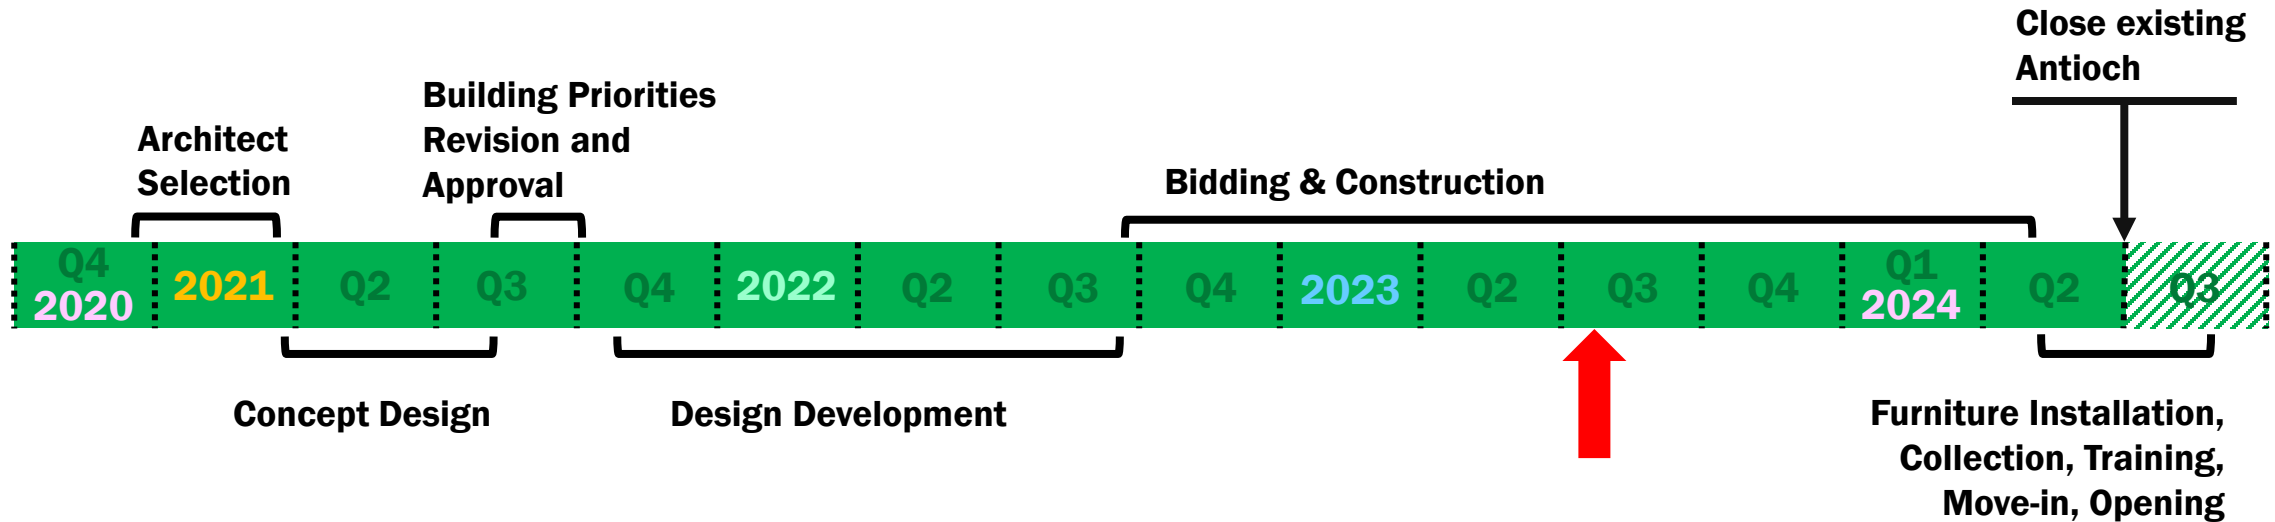 Close existing
Antioch
Building Priorities
Revision and
Approval
Architect
Selection
Bidding & Construction
Q4
2020
2021
Q2
Q3
Q4
2022
Q2
Q3
Q4
2023
Q2
Q3
Q4
Q1
2024
Q2
Q3
Concept Design
Design Development
Furniture Installation,
Collection, Training,
Move-in, Opening